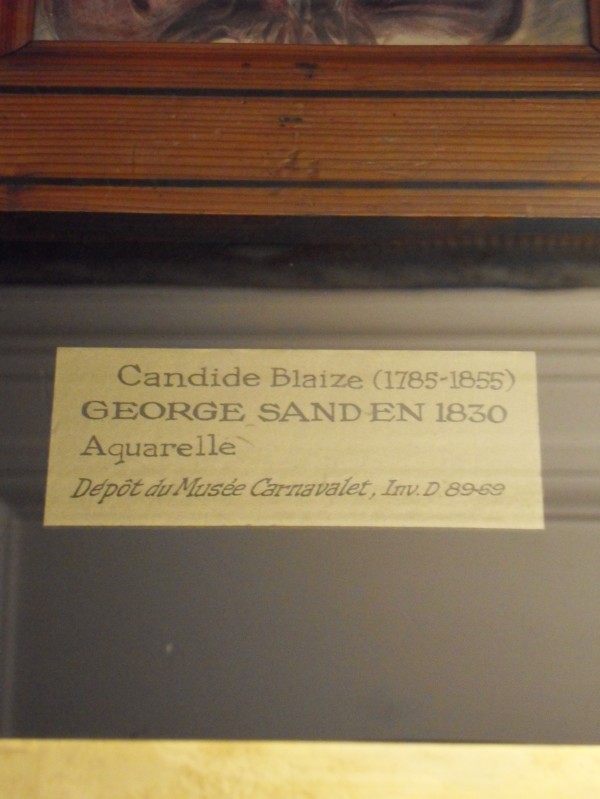 Candide Blaize (1785-1855)
GEORGE SAND EN 1830
Aquarelle
Dépôt du Musée Carnavalet, Inv. D 89-69